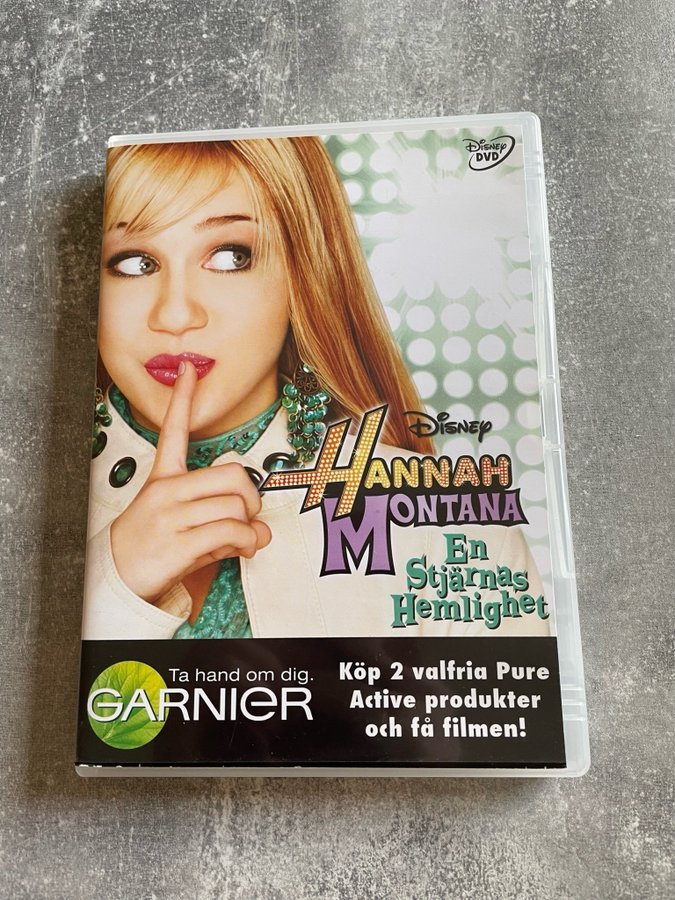 Disney
DVD
Disney
Hannah
Montana
En
Stjärnas
Hemlighet
Ta hand om dig.
GARNIER
Köp 2 valfria Pure
Active produkter
och få filmen!